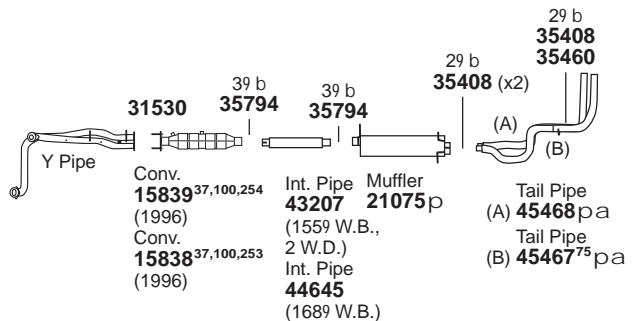 29 b
35408
35460
29 b
35408 (x2)
39 b
35794
39 b
35794
31530
(A)
(B)
Y Pipe
Conv.
15839 37,100,254
(1996)
Conv.
15838 37,100,253
(1996)
Int. Pipe
43207
(1559 W.B.,
2 W.D.)
Int. Pipe
44645
(1689 W.B.)
Muffler
21075p
Tail Pipe
(A) 45468pa
Tail Pipe
(B) 45467 75 pa